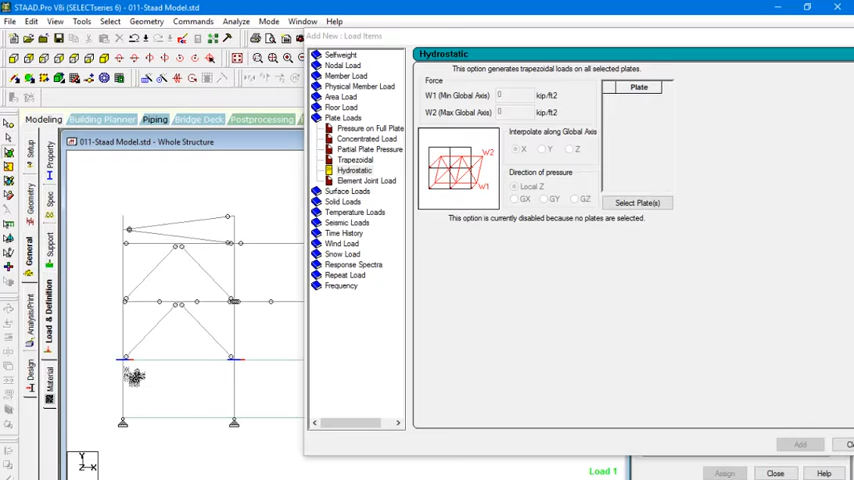 STAAD.Pro V8i (SELECTseries 6) - 011-Staad Model.std
File Edit View Tools Select Geometry Commands Analyze Mode Window Help
Add New : Load Items
Selfweight
Nodal Load
Member Load
Physical Member Load
Area Load
Floor Load
Plate Loads
Pressure on Full Plate
Concentrated Load
Partial Plate Pressure
Trapezoidal
Hydrostatic
Element Joint Load
Surface Loads
Solid Loads
Temperature Loads
Seismic Loads
Time History
Wind Load
Snow Load
Response Spectra
Repeat Load
Frequency
Hydrostatic
This option generates trapezoidal loads on all selected plates.
Force
W1 (Min Global Axis) 0 kip/ft2
W2 (Max Global Axis) 0 kip/ft2
W2
W1
Interpolate along Global Axis
X Y Z
Direction of pressure
Local Z
GX GY GZ
Plate
Select Plate(s)
This option is currently disabled because no plates are selected.
Add
Assign Close Help
Modeling Building Planner Piping Bridge Deck Postprocessing
011-Staad Model.std - Whole Structure
Setup
Geometry
General
Analysis/Print
Design
Property
Spec
Support
Load & Definition
Material
Y
Z X
Load 1